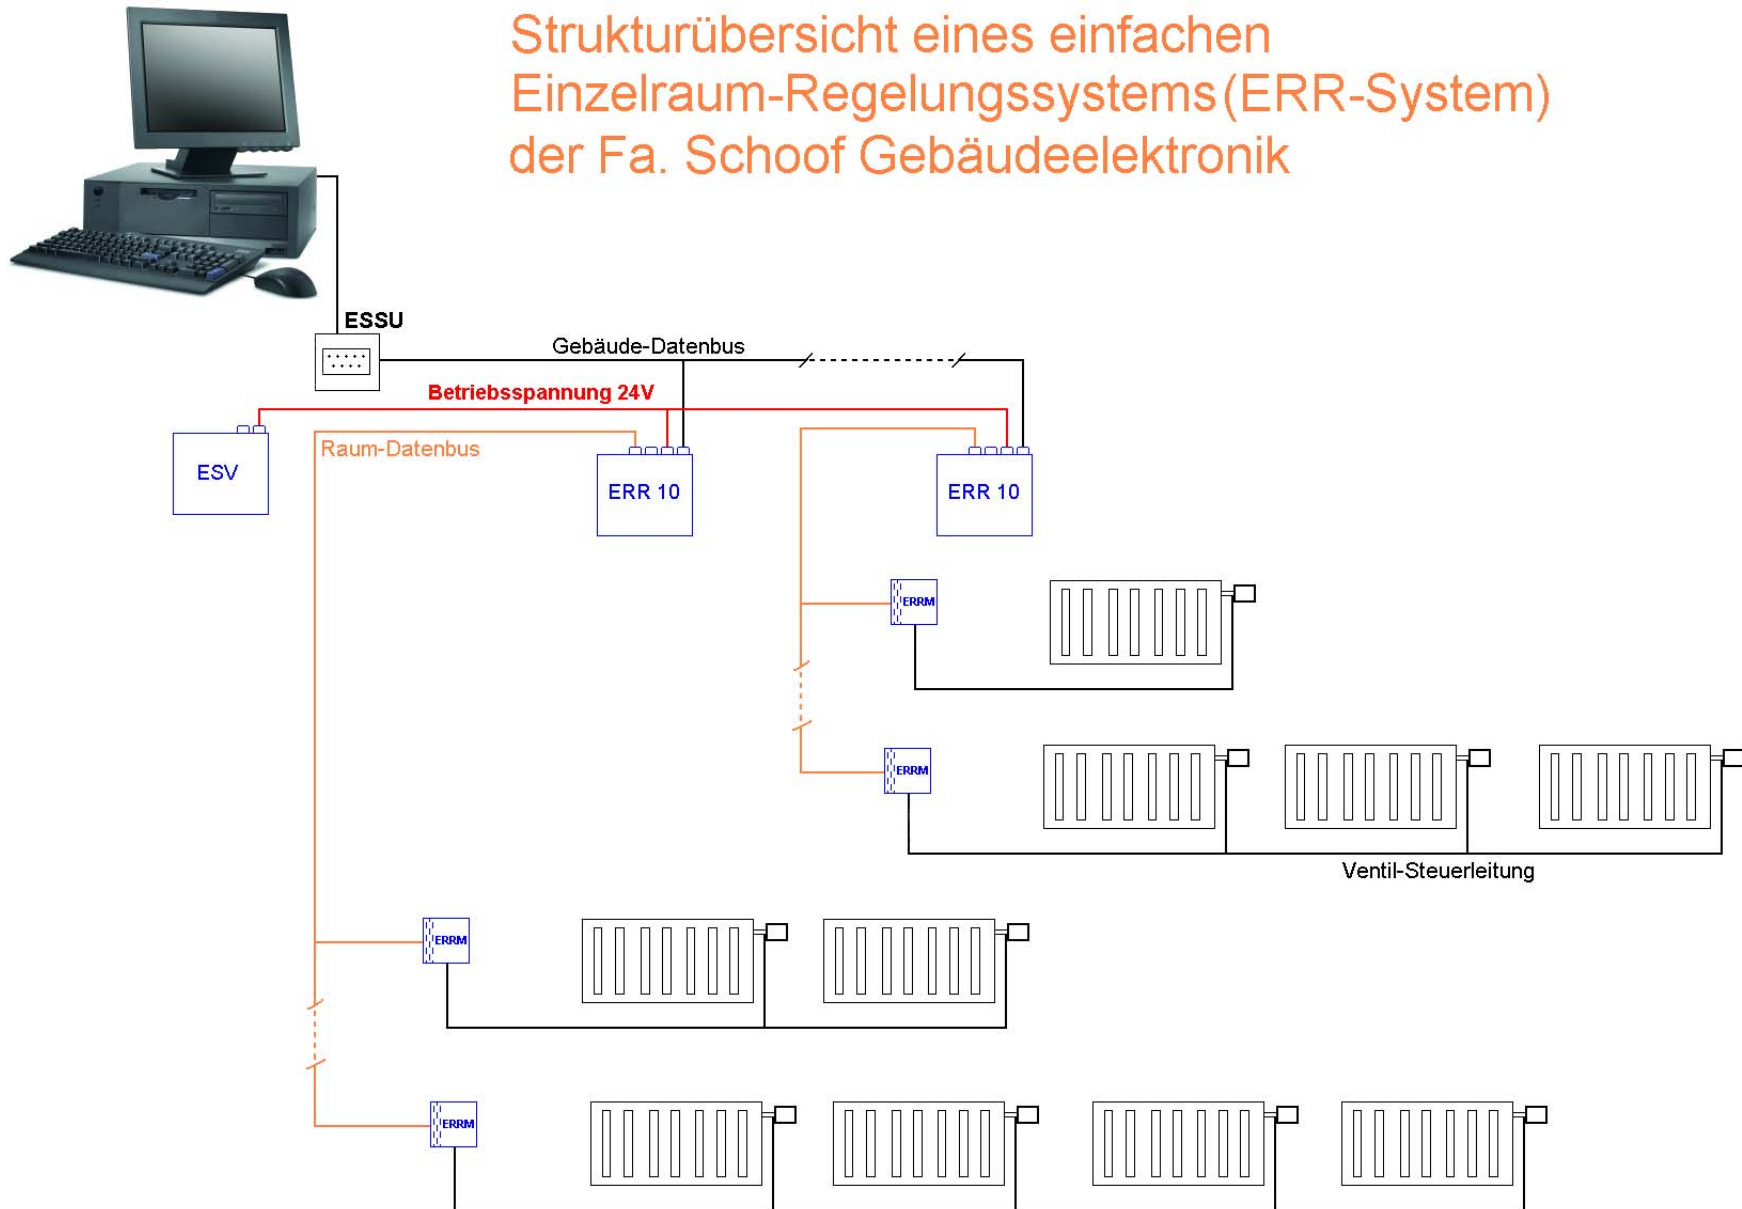 Strukturübersicht eines einfachen
Einzelraum-Regelungssystems (ERR-System)
der Fa. Schoof Gebäudeelektronik
ESSU
Gebäude-Datenbus
Betriebsspannung 24V
Raum-Datenbus
ESV
ERR 10
ERR 10
ERRM
ERRM
Ventil-Steuerleitung
ERRM
ERRM